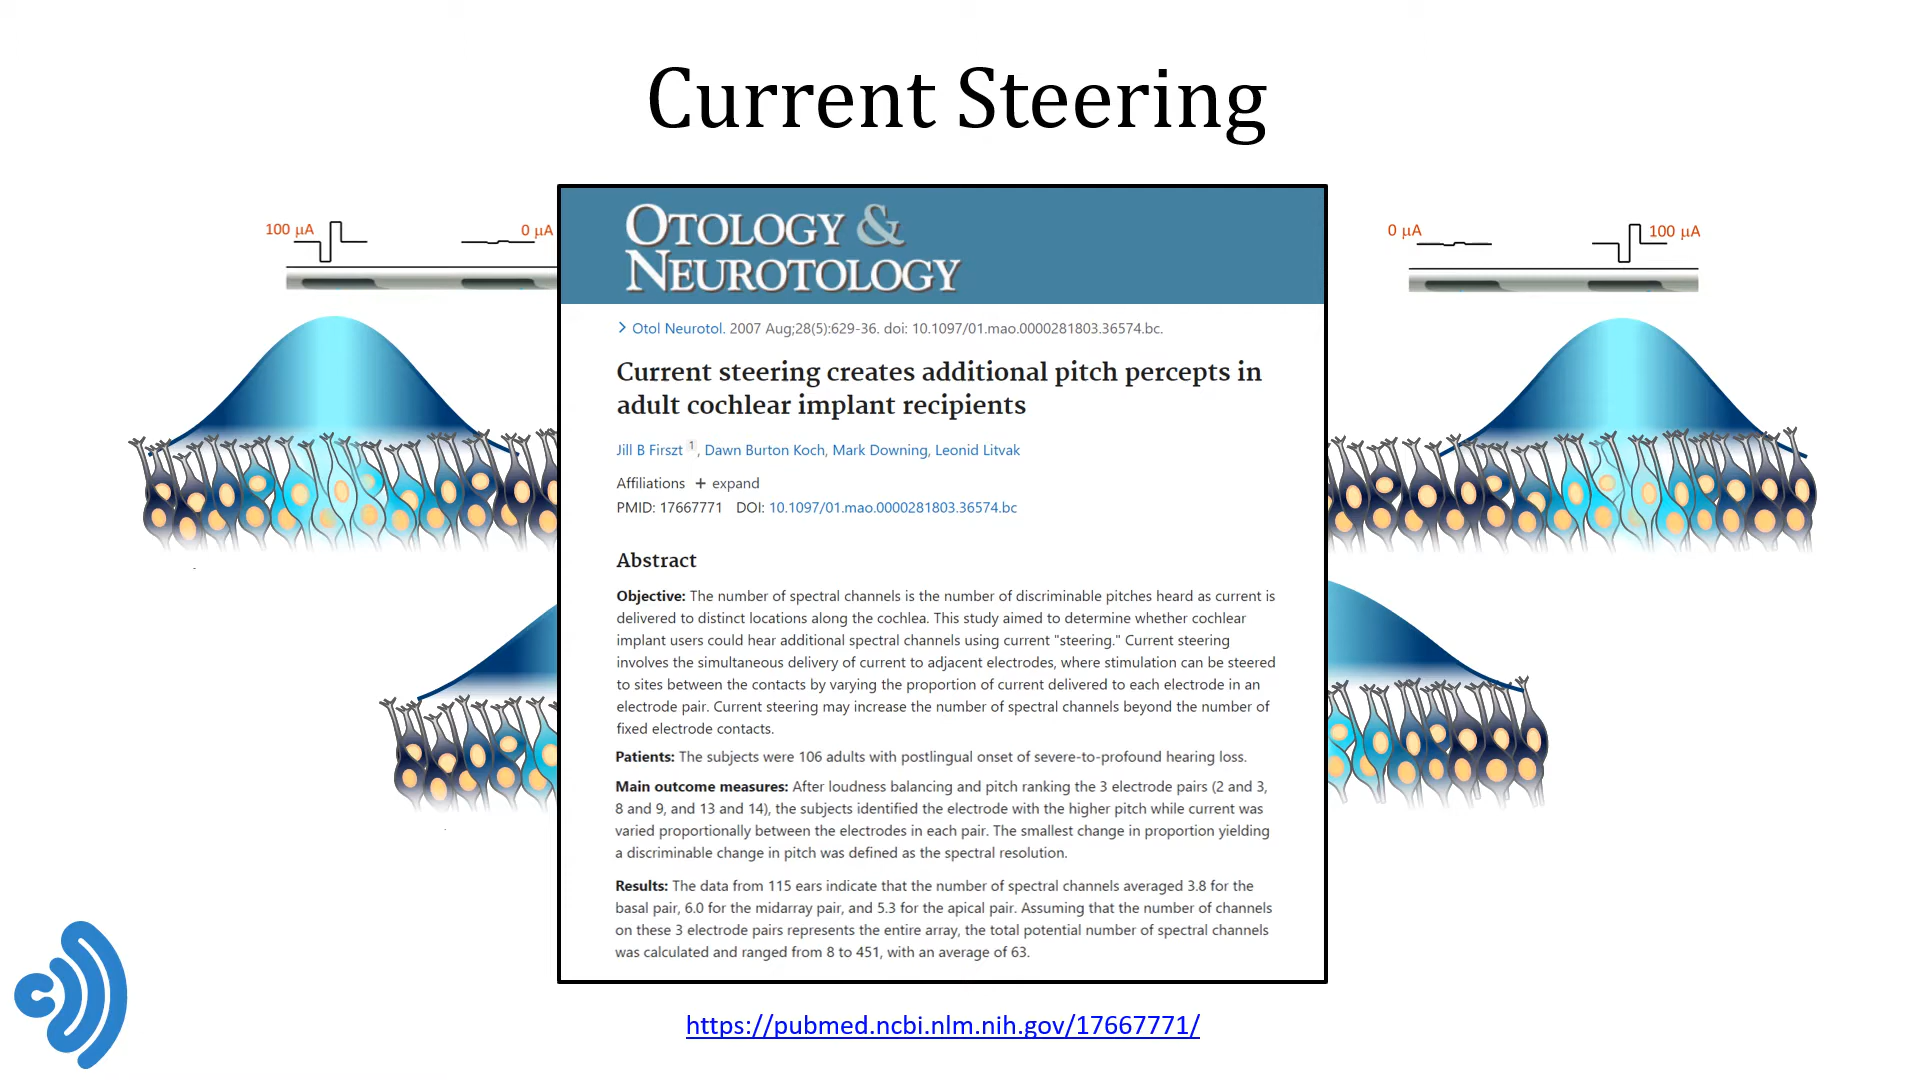 Current Steering
100 µA
0 µA
0 µA
100 µA
OTOLOGY &
NEUROTOLOGY
> Otol Neurotol. 2007 Aug;28(5):629-36. doi: 10.1097/01.mao.0000281803.36574.bc.
Current steering creates additional pitch percepts in
adult cochlear implant recipients
Jill B Firszt 1, Dawn Burton Koch, Mark Downing, Leonid Litvak
Affiliations + expand
PMID: 17667771 DOI: 10.1097/01.mao.0000281803.36574.bc
Abstract
Objective: The number of spectral channels is the number of discriminable pitches heard as current is
delivered to distinct locations along the cochlea. This study aimed to determine whether cochlear
implant users could hear additional spectral channels using current "steering." Current steering
involves the simultaneous delivery of current to adjacent electrodes, where stimulation can be steered
to sites between the contacts by varying the proportion of current delivered to each electrode in an
electrode pair. Current steering may increase the number of spectral channels beyond the number of
fixed electrode contacts.
Patients: The subjects were 106 adults with postlingual onset of severe-to-profound hearing loss.
Main outcome measures: After loudness balancing and pitch ranking the 3 electrode pairs (2 and 3,
8 and 9, and 13 and 14), the subjects identified the electrode with the higher pitch while current was
varied proportionally between the electrodes in each pair. The smallest change in proportion yielding
a discriminable change in pitch was defined as the spectral resolution.
Results: The data from 115 ears indicate that the number of spectral channels averaged 3.8 for the
basal pair, 6.0 for the midarray pair, and 5.3 for the apical pair. Assuming that the number of channels
on these 3 electrode pairs represents the entire array, the total potential number of spectral channels
was calculated and ranged from 8 to 451, with an average of 63.
https://pubmed.ncbi.nlm.nih.gov/17667771/